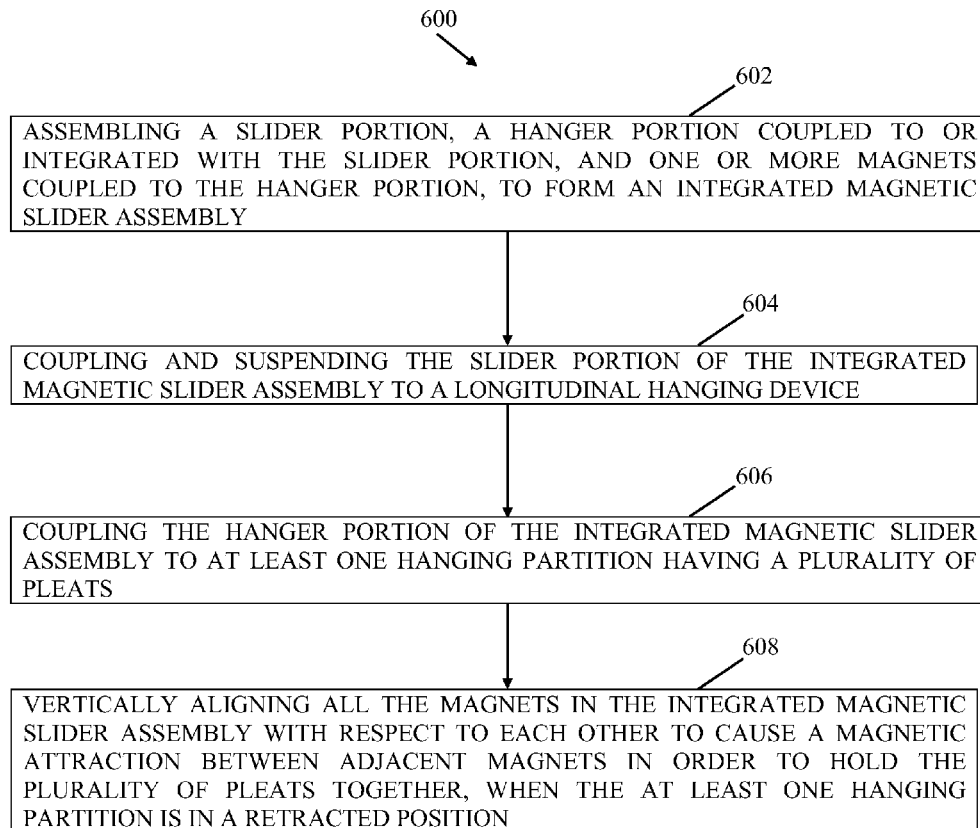 600
602
ASSEMBLING A SLIDER PORTION, A HANGER PORTION COUPLED TO OR
INTEGRATED WITH THE SLIDER PORTION, AND ONE OR MORE MAGNETS
COUPLED TO THE HANGER PORTION, TO FORM AN INTEGRATED MAGNETIC
SLIDER ASSEMBLY
604
COUPLING AND SUSPENDING THE SLIDER PORTION OF THE INTEGRATED
MAGNETIC SLIDER ASSEMBLY TO A LONGITUDINAL HANGING DEVICE
606
COUPLING THE HANGER PORTION OF THE INTEGRATED MAGNETIC SLIDER
ASSEMBLY TO AT LEAST ONE HANGING PARTITION HAVING A PLURALITY OF
PLEATS
608
VERTICALLY ALIGNING ALL THE MAGNETS IN THE INTEGRATED MAGNETIC
SLIDER ASSEMBLY WITH RESPECT TO EACH OTHER TO CAUSE A MAGNETIC
ATTRACTION BETWEEN ADJACENT MAGNETS IN ORDER TO HOLD THE
PLURALITY OF PLEATS TOGETHER, WHEN THE AT LEAST ONE HANGING
PARTITION IS IN A RETRACTED POSITION